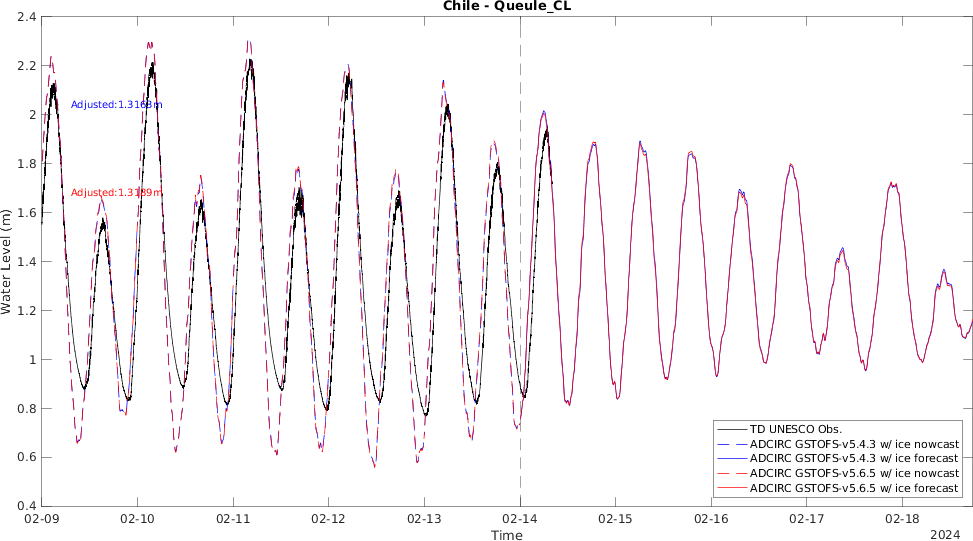 Chile - Queule_CL
2.4
2.2
2
1.8
1.6
1.4
1.2
1
0.8
0.6
0.4
Water Level (m)
Adjusted:1.3163m
Adjusted:1.3189m
TD UNESCO Obs.
ADCIRC GSTOFS-v5.4.3 w/ ice nowcast
ADCIRC GSTOFS-v5.4.3 w/ ice forecast
ADCIRC GSTOFS-v5.6.5 w/ ice nowcast
ADCIRC GSTOFS-v5.6.5 w/ ice forecast
02-09 02-10 02-11 02-12 02-13 02-14 02-15 02-16 02-17 02-18
Time
2024